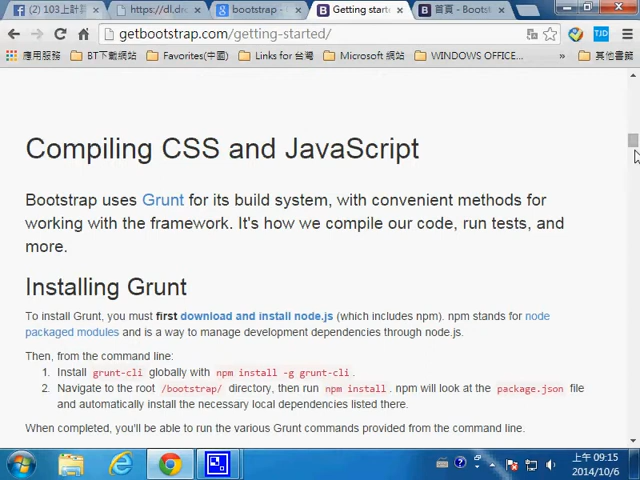 (2) 103上計
https://dl.dr
bootstrap -
Getting start
首頁 · Boots
getbootstrap.com/getting-started/
應用服務
BT下載網站
Favorites(中國)
Links for 台灣
Microsoft 網站
WINDOWS OFFICE...
»
其他書籤
Compiling CSS and JavaScript
Bootstrap uses Grunt for its build system, with convenient methods for
working with the framework. It's how we compile our code, run tests, and
more.
Installing Grunt
To install Grunt, you must first download and install node.js (which includes npm). npm stands for node
packaged modules and is a way to manage development dependencies through node.js.
Then, from the command line:
1. Install grunt-cli globally with npm install -g grunt-cli.
2. Navigate to the root /bootstrap/ directory, then run npm install. npm will look at the package.json file
and automatically install the necessary local dependencies listed there.
When completed, you'll be able to run the various Grunt commands provided from the command line.
上午 09:15
2014/10/6